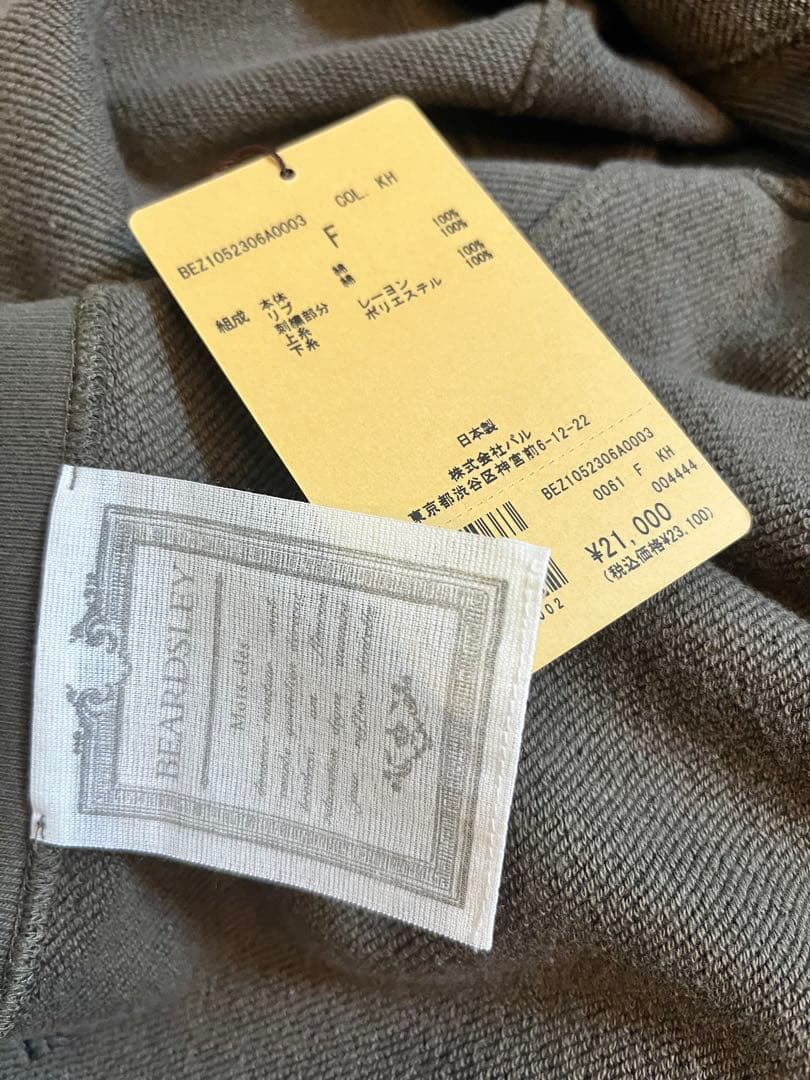 BEZ1052306A0003 COL. KH
F
組成 本体 綿 100%
リブ 綿 100%
刺繍部分
上糸 レーヨン 100%
下糸 ポリエステル 100%
日本製
株式会社パル
東京都渋谷区神宮前6-12-22
BEZ1052306A0003
0061 F KH
004444
¥21,000
(税込価格¥23,100)
002
BEARDSLEY
Mots-clés